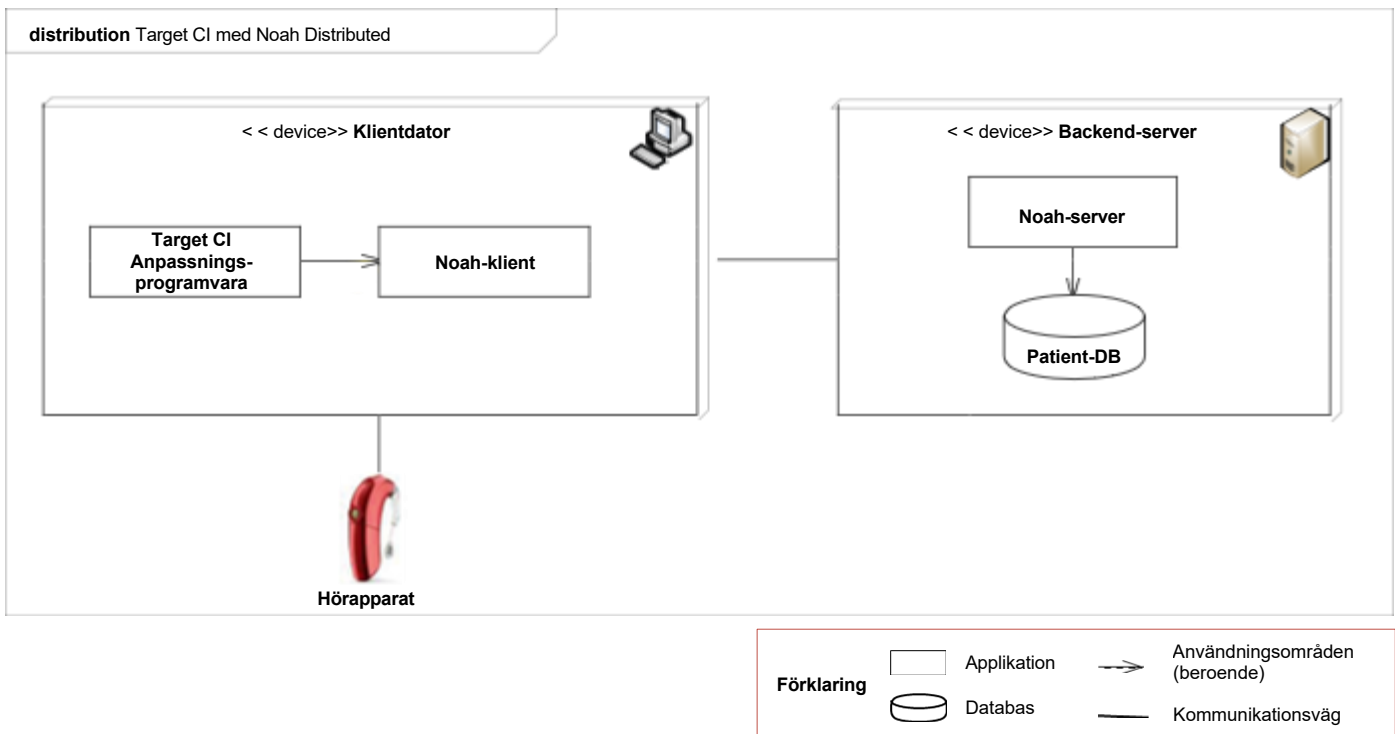 distribution Target CI med Noah Distributed
< < device>> Klientdator
Target CI
Anpassnings-
programvara
Noah-klient
Hörapparat
< < device>> Backend-server
Noah-server
Patient-DB
Förklaring
Applikation
Databas
Användningsområden
(beroende)
Kommunikationsväg